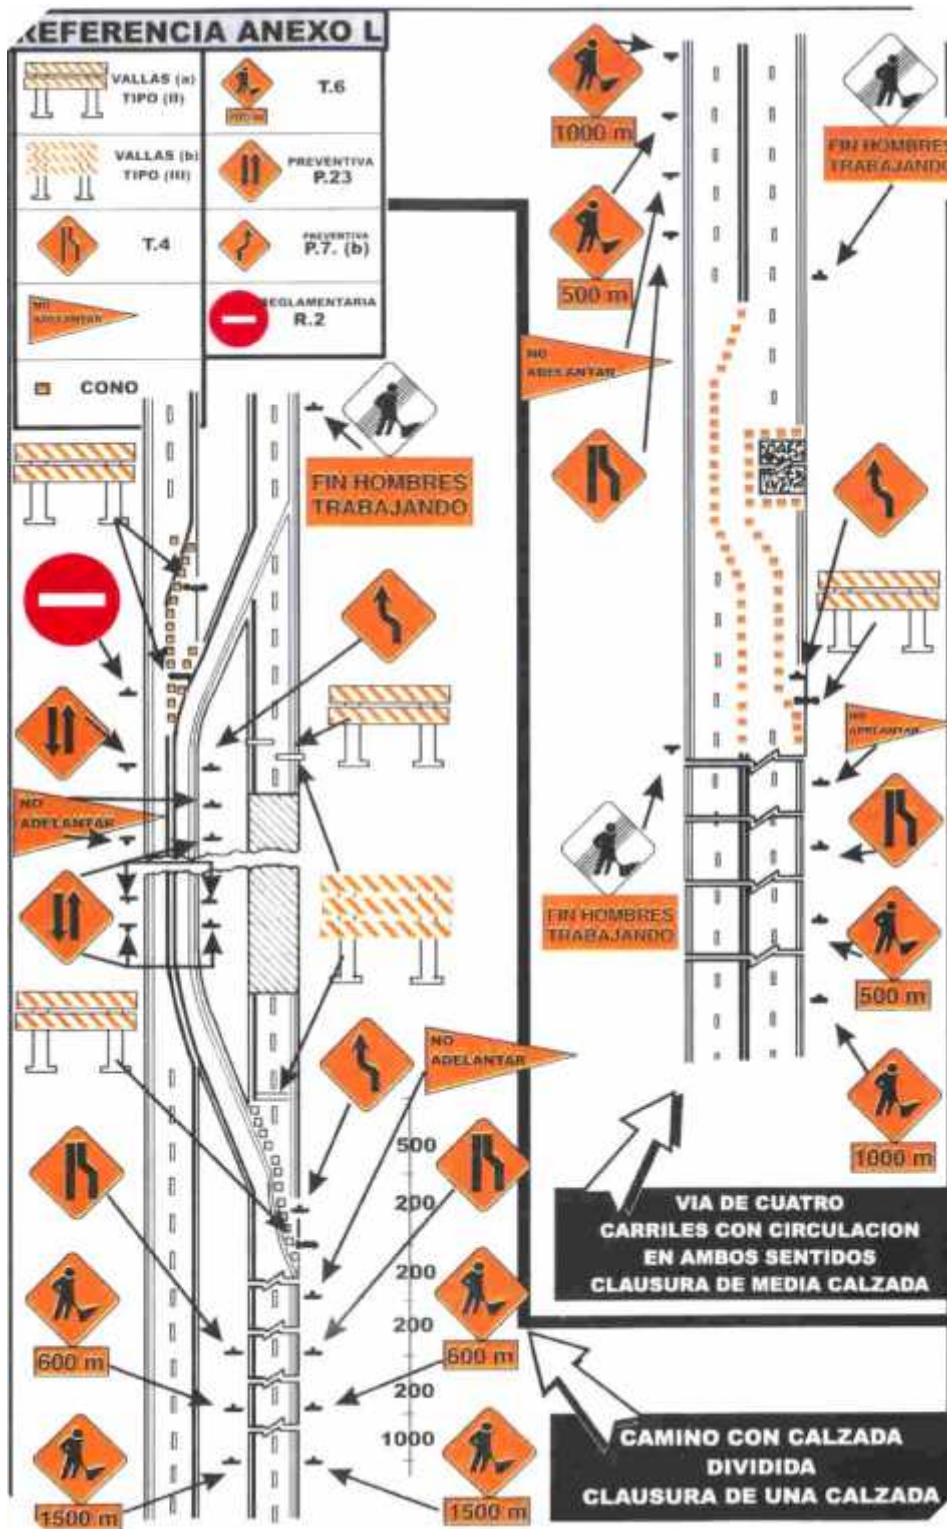 REFERENCIA ANEXO L
VALLAS (a)
TIPO (II)
T.6
VALLAS (b)
TIPO (III)
PREVENTIVA
P.23
T.4
PREVENTIVA
P.7. (b)
NO
ADELANTAR
REGLAMENTARIA
R.2
CONO
FIN HOMBRES
TRABAJANDO
NO
ADELANTAR
NO
ADELANTAR
500
200
200
200
200
1000
600 m
600 m
1500 m
1500 m
1000 m
500 m
FIN HOMBRES
TRABAJANDO
NO
ADELANTAR
NO
ADELANTAR
FIN HOMBRES
TRABAJANDO
500 m
1000 m
VIA DE CUATRO
CARRILES CON CIRCULACION
EN AMBOS SENTIDOS
CLAUSURA DE MEDIA CALZADA
CAMINO CON CALZADA
DIVIDIDA
CLAUSURA DE UNA CALZADA